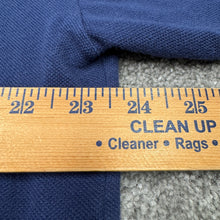 22 23 24 25
CLEAN UP
• Cleaner • Rags •